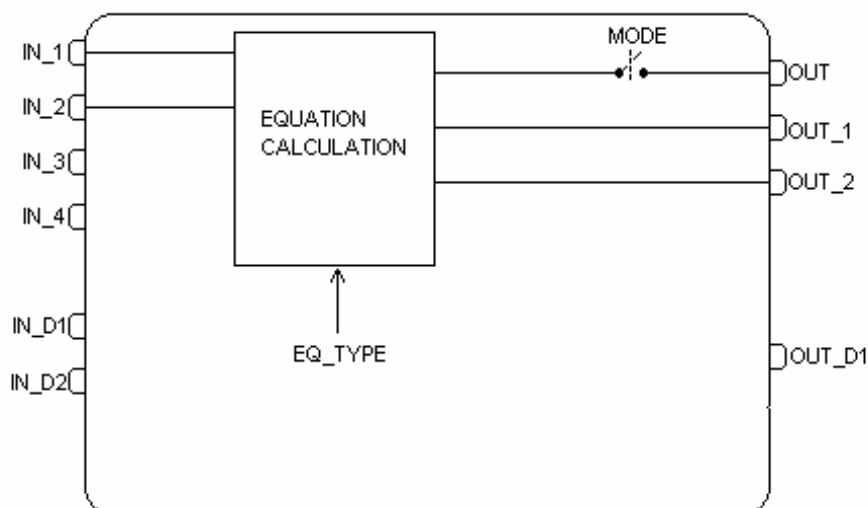 MODE
IN_1
OUT
IN_2
EQUATION
CALCULATION
OUT_1
IN_3
OUT_2
IN_4
IN_D1
EQ_TYPE
OUT_D1
IN_D2